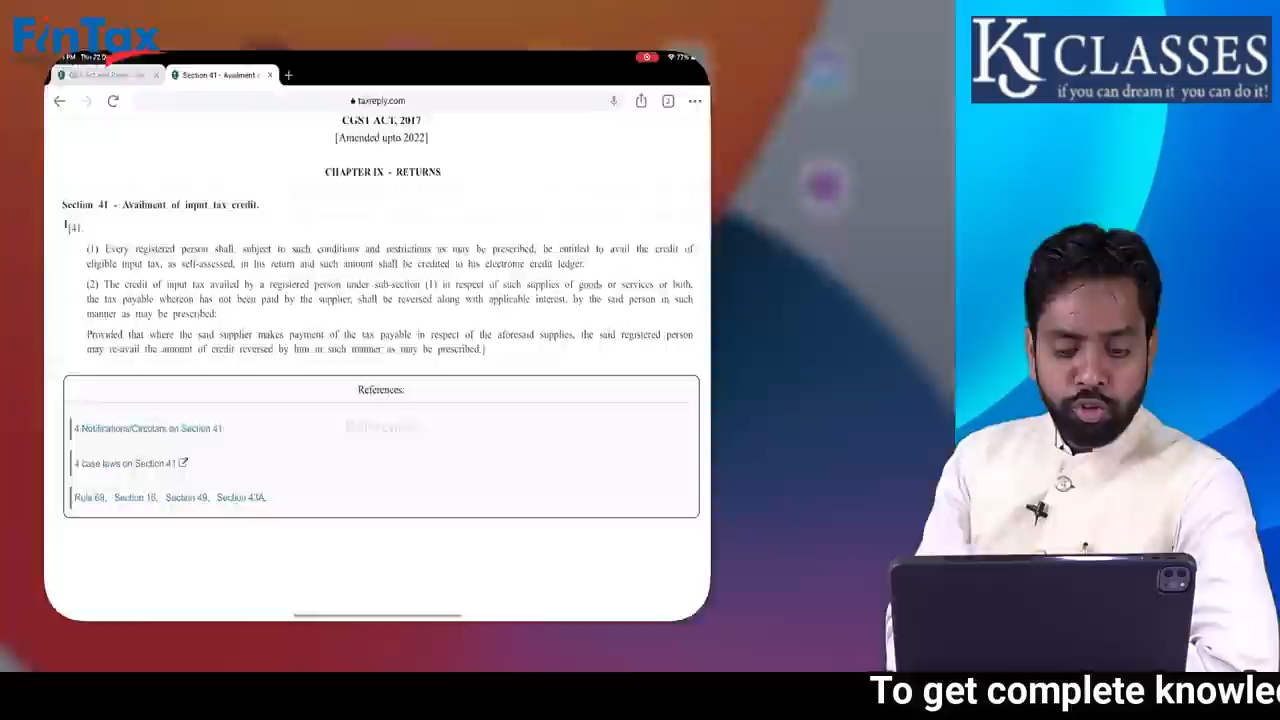 FinTax
KJ CLASSES
if you can dream it you can do it!
Section 41 - Availment o
77%
taxreply.com
2
CGST ACT, 2017
[Amended upto 2022]
CHAPTER IX - RETURNS
Section 41 - Availment of input tax credit.
1[41.
(1) Every registered person shall, subject to such conditions and restrictions as may be prescribed, be entitled to avail the credit of
eligible input tax, as self-assessed, in his return and such amount shall be credited to his electronic credit ledger.
(2) The credit of input tax availed by a registered person under sub-section (1) in respect of such supplies of goods or services or both,
the tax payable whereon has not been paid by the supplier, shall be reversed along with applicable interest, by the said person in such
manner as may be prescribed:
Provided that where the said supplier makes payment of the tax payable in respect of the aforesaid supplies, the said registered person
may re-avail the amount of credit reversed by him in such manner as may be prescribed.]
References:
4 Notifications/Circulars on Section 41
4 case laws on Section 41
Section 16, Section 49, Section 43A,
To get complete knowle